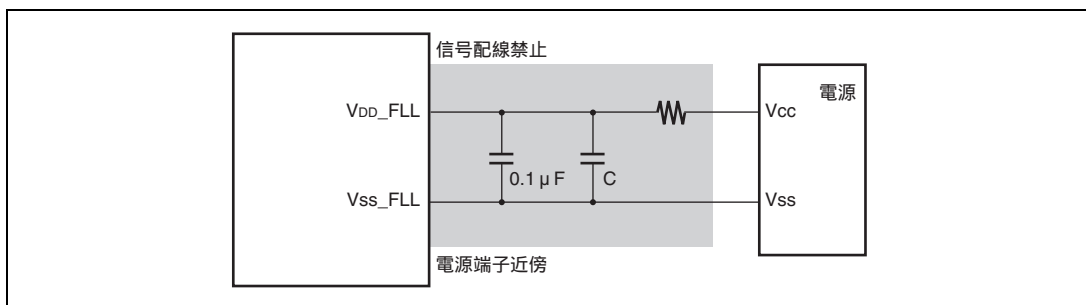 信号配線禁止
電源
VDD_FLL
Vcc
0.1 μ F
C
Vss_FLL
Vss
電源端子近傍